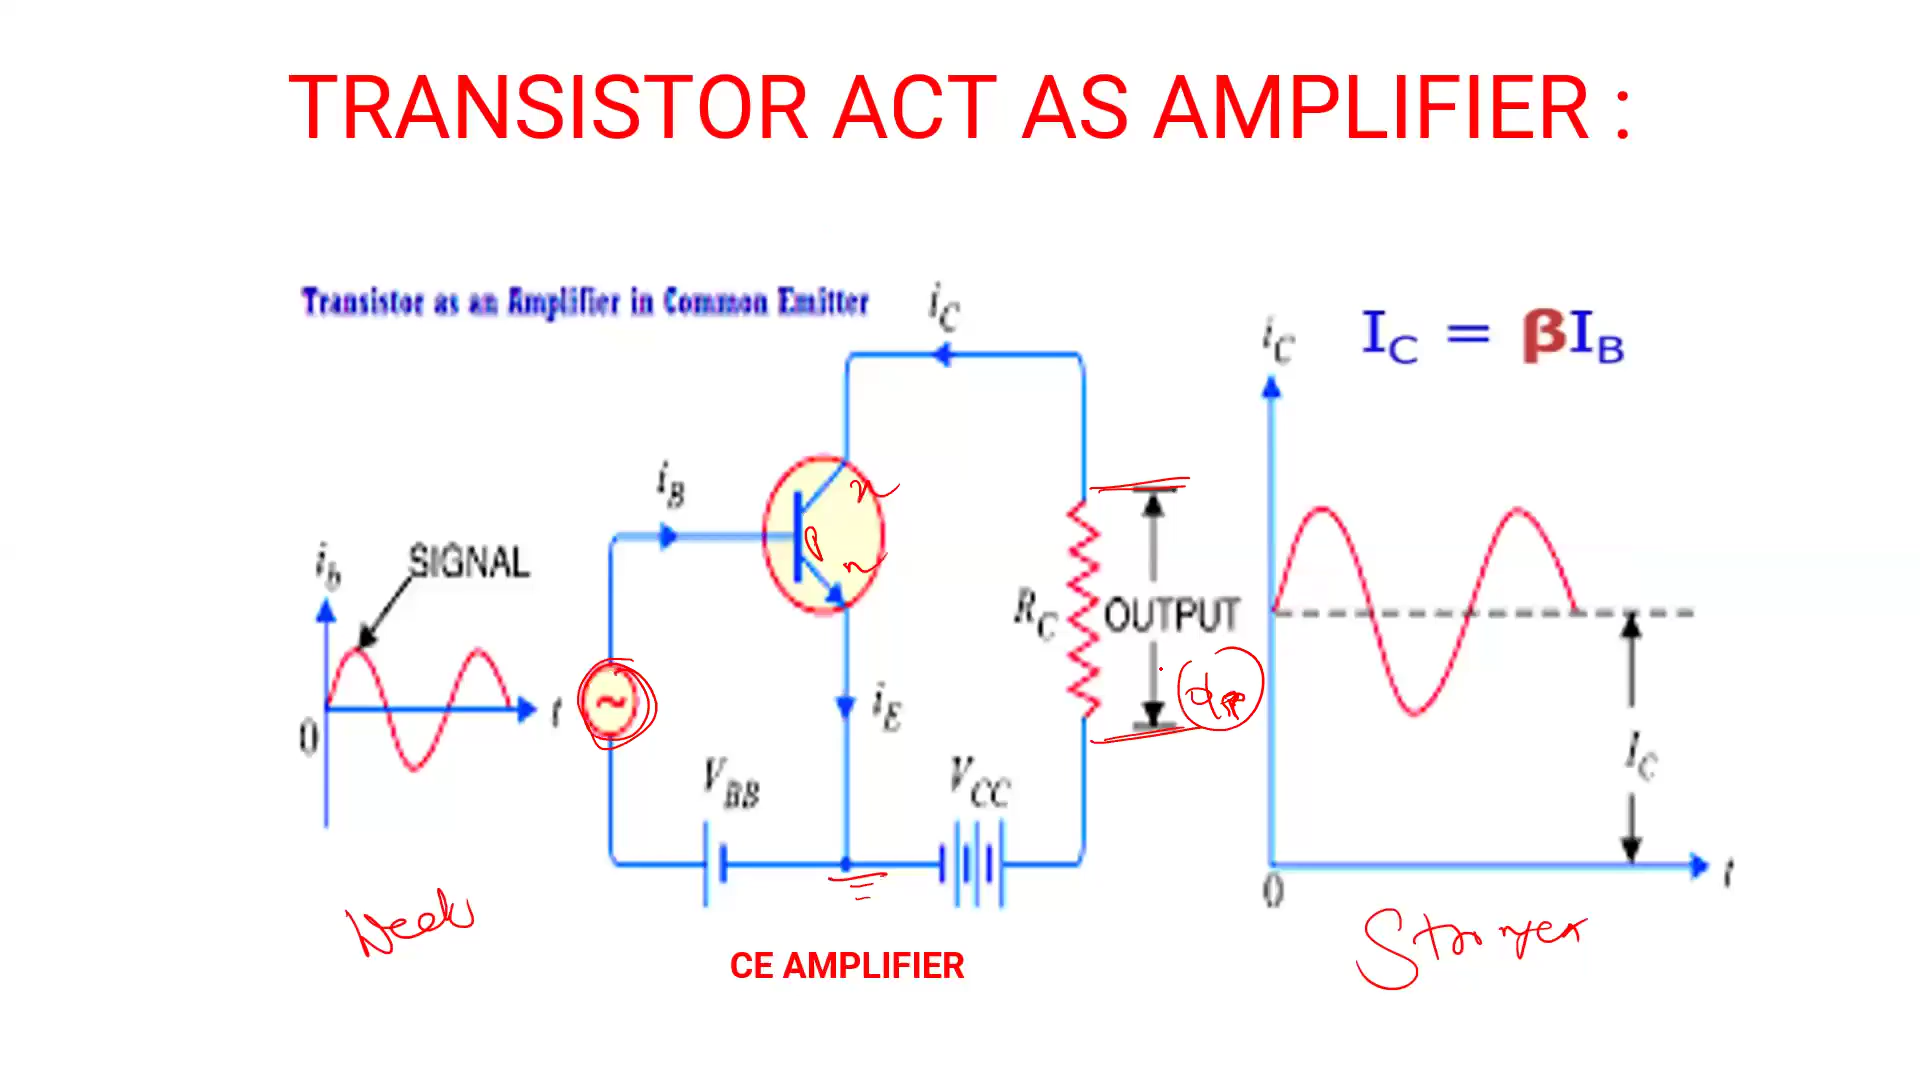 TRANSISTOR ACT AS AMPLIFIER :
Transistor as an Amplifier in Common Emitter
iC
iC
IC = βIB
iB
n
ib
SIGNAL
P
n
RC
OUTPUT
t
0
iE
VBB
VCC
IC
t
0
Weak
CE AMPLIFIER
Stronger